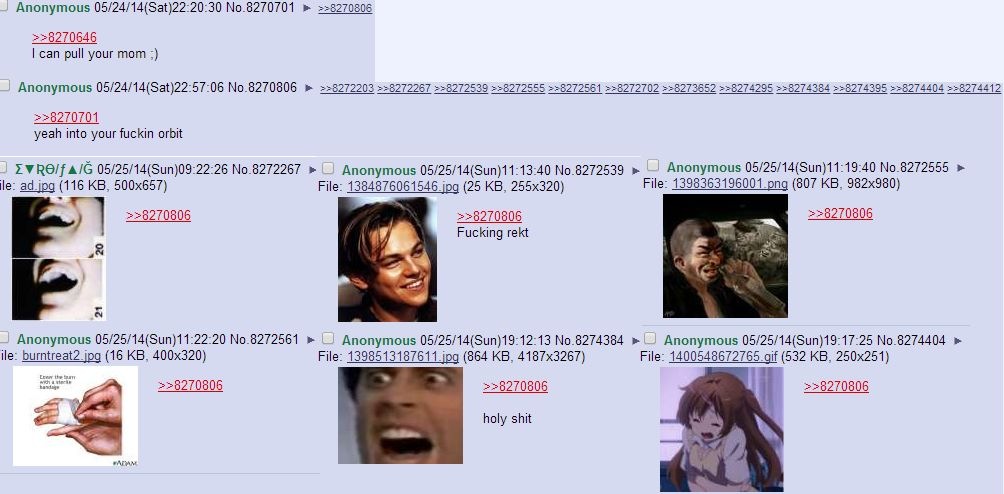 Anonymous 05/24/14(Sat)22:20:30 No.8270701 ▶ >>8270806
>>8270646
I can pull your mom ;)
Anonymous 05/24/14(Sat)22:57:06 No.8270806 ▶ >>8272203 >>8272267 >>8272539 >>8272555 >>8272561 >>8272702 >>8273652 >>8274295 >>8274384 >>8274395 >>8274404 >>8274412
>>8270701
yeah into your fuckin orbit
Σ▼ƦѲ/ƒ▲/Ğ 05/25/14(Sun)09:22:26 No.8272267 ▶
ile: ad.jpg (116 KB, 500x657)
>>8270806
20
21
Anonymous 05/25/14(Sun)11:13:40 No.8272539 ▶
File: 1384876061546.jpg (25 KB, 255x320)
>>8270806
Fucking rekt
Anonymous 05/25/14(Sun)11:19:40 No.8272555 ▶
File: 1398363196001.png (807 KB, 982x980)
>>8270806
Anonymous 05/25/14(Sun)11:22:20 No.8272561 ▶
ile: burntreat2.jpg (16 KB, 400x320)
>>8270806
Cover the burn
with a sterile
bandage
ADAM
Anonymous 05/25/14(Sun)19:12:13 No.8274384 ▶
File: 1398513187611.jpg (864 KB, 4187x3267)
>>8270806
holy shit
Anonymous 05/25/14(Sun)19:17:25 No.8274404 ▶
File: 1400548672765.gif (532 KB, 250x251)
>>8270806